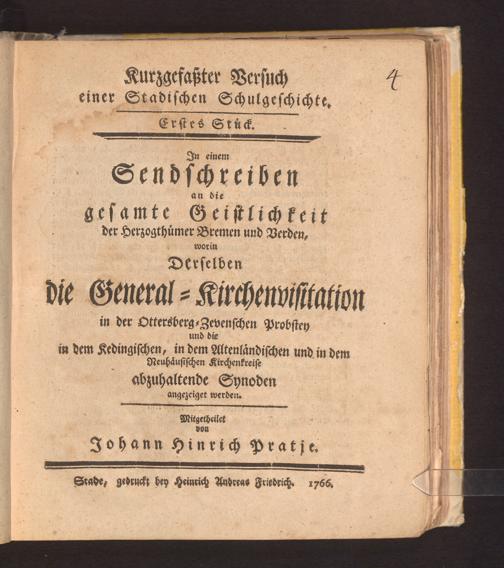 4
Kurzgefaßter Versuch
einer Stadischen Schulgeschichte.
Erstes Stück.
In einem
Sendschreiben
an die
gesamte Geistlichkeit
der Herzogthümer Bremen und Verden,
worin
Derselben
die General-Kirchenvisitation
in der Ottersberg-Zevenschen Probstey
und die
in dem Kedingischen, in dem Altenländischen und in dem
Neuhäusischen Kirchenkreise
abzuhaltende Synoden
angezeiget werden.
Mitgetheilet
von
Johann Hinrich Pratje.
Stade, gedruckt bey Heinrich Andreas Friedrich. 1766.